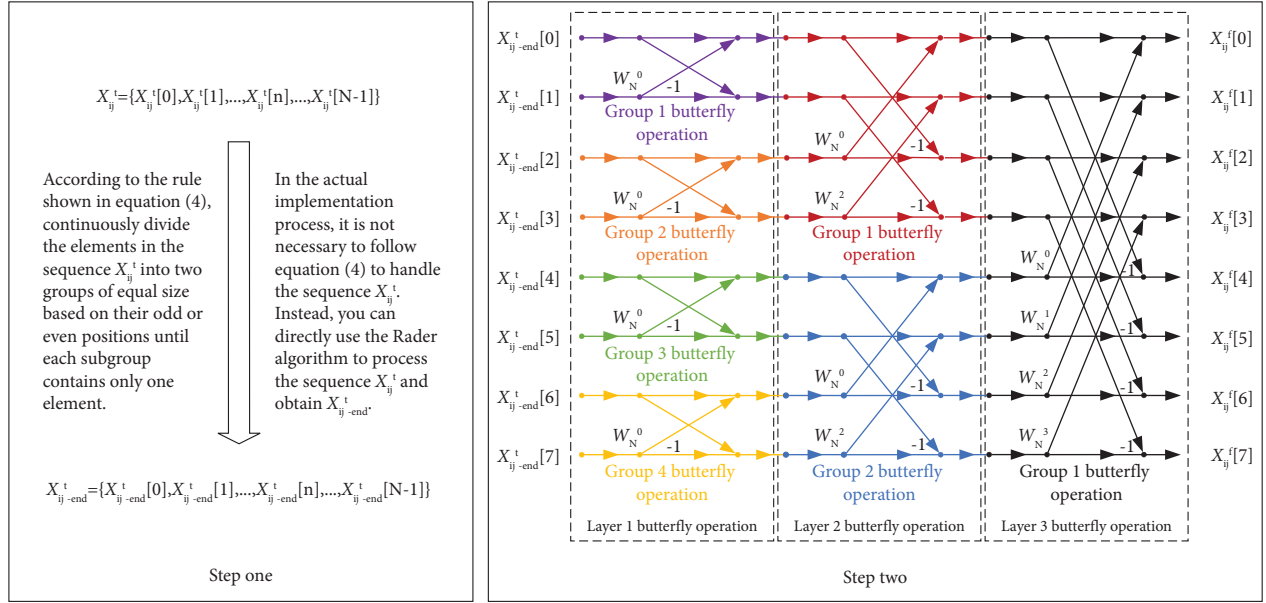 X_ij^t={X_ij^t[0],X_ij^t[1],...,X_ij^t[n],...,X_ij^t[N-1]}
According to the rule
shown in equation (4),
continuously divide
the elements in the
sequence X_ij^t into two
groups of equal size
based on their odd or
even positions until
each subgroup
contains only one
element.
In the actual
implementation
process, it is not
necessary to follow
equation (4) to handle
the sequence X_ij^t.
Instead, you can
directly use the Rader
algorithm to process
the sequence X_ij^t and
obtain X_ij-end^t.
X_ij-end^t={X_ij-end^t[0],X_ij-end^t[1],...,X_ij-end^t[n],...,X_ij-end^t[N-1]}
Step one
X_ij-end^t[0]
X_ij-end^t[1]
X_ij-end^t[2]
X_ij-end^t[3]
X_ij-end^t[4]
X_ij-end^t[5]
X_ij-end^t[6]
X_ij-end^t[7]
W_N^0
-1
Group 1 butterfly
operation
W_N^0
-1
Group 2 butterfly
operation
W_N^0
-1
Group 3 butterfly
operation
W_N^0
-1
Group 4 butterfly
operation
Layer 1 butterfly operation
W_N^0
-1
W_N^2
-1
Group 1 butterfly
operation
W_N^0
-1
W_N^2
-1
Group 2 butterfly
operation
Layer 2 butterfly operation
W_N^0
-1
W_N^1
-1
W_N^2
-1
W_N^3
-1
Group 1 butterfly
operation
Layer 3 butterfly operation
X_ij^f[0]
X_ij^f[1]
X_ij^f[2]
X_ij^f[3]
X_ij^f[4]
X_ij^f[5]
X_ij^f[6]
X_ij^f[7]
Step two